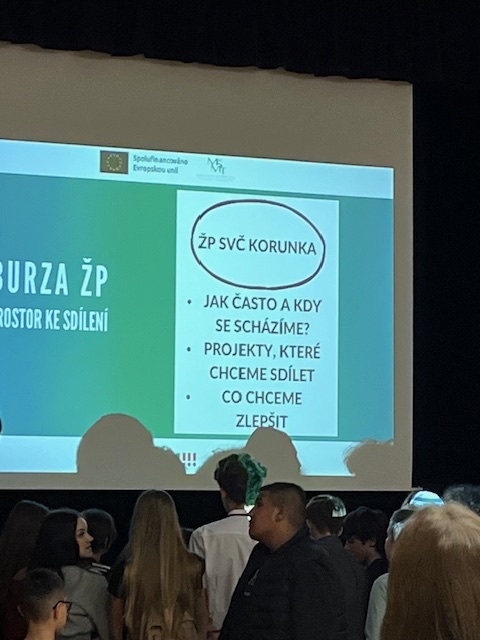 Spolufinancováno
Evropskou unií
BURZA ŽP
PROSTOR KE SDÍLENÍ
ŽP SVČ KORUNKA
• JAK ČASTO A KDY
SE SCHÁZÍME?
• PROJEKTY, KTERÉ
CHCEME SDÍLET
• CO CHCEME
ZLEPŠIT
!!!